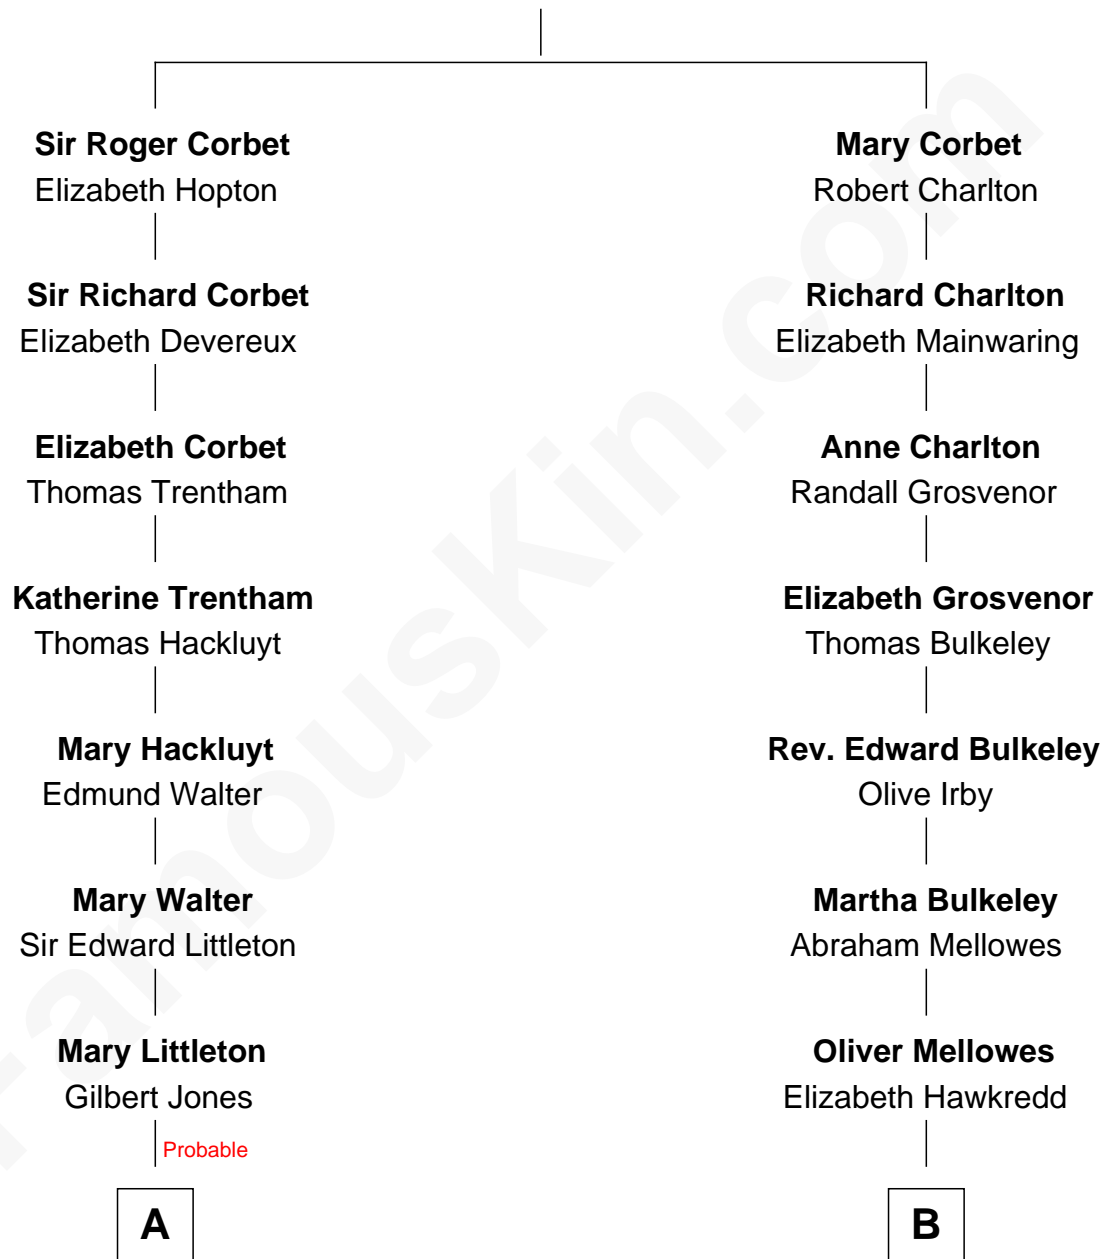 Sir Roger Corbet
Elizabeth Hopton
Sir Richard Corbet
Elizabeth Devereux
Elizabeth Corbet
Thomas Trentham
Katherine Trentham
Thomas Hackluyt
Mary Hackluyt
Edmund Walter
Mary Walter
Sir Edward Littleton
Mary Littleton
Gilbert Jones
Probable
A
Mary Corbet
Robert Charlton
Richard Charlton
Elizabeth Mainwaring
Anne Charlton
Randall Grosvenor
Elizabeth Grosvenor
Thomas Bulkeley
Rev. Edward Bulkeley
Olive Irby
Martha Bulkeley
Abraham Mellowes
Oliver Mellowes
Elizabeth Hawkredd
B
FamousKin.com